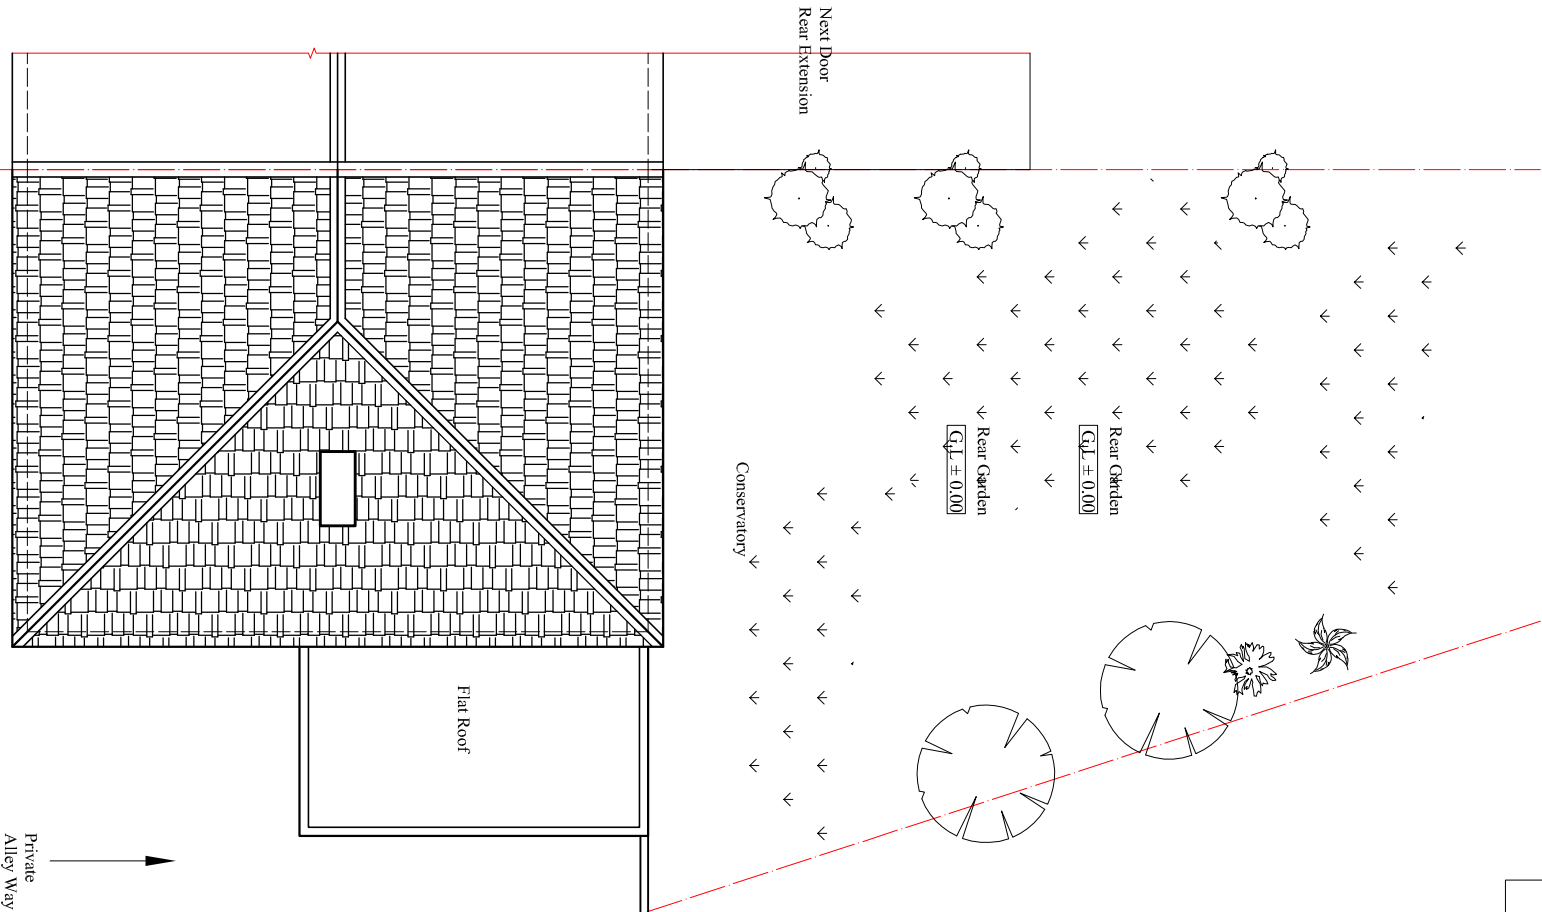 Next Door
Rear Extension
Rear Garden
G.L ± 0.00
Rear Garden
G.L ± 0.00
Conservatory
Flat Roof
Private
Alley Way